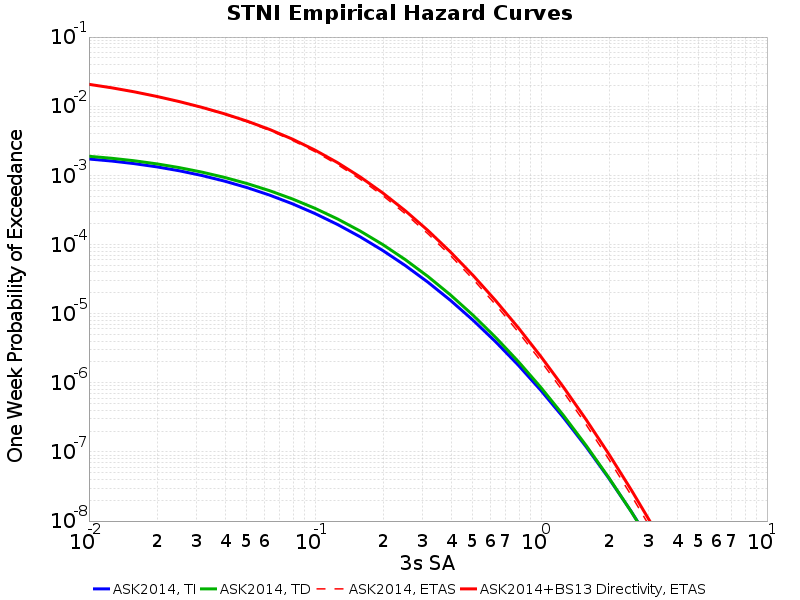 STNI Empirical Hazard Curves
One Week Probability of Exceedance
10-1
10-2
10-3
10-4
10-5
10-6
10-7
10-8
10-2 2 3 4 5 6 10-1 2 3 4 5 6 7 100 2 3 4 5 6 7 101
3s SA
ASK2014, TI ASK2014, TD ASK2014, ETAS ASK2014+BS13 Directivity, ETAS